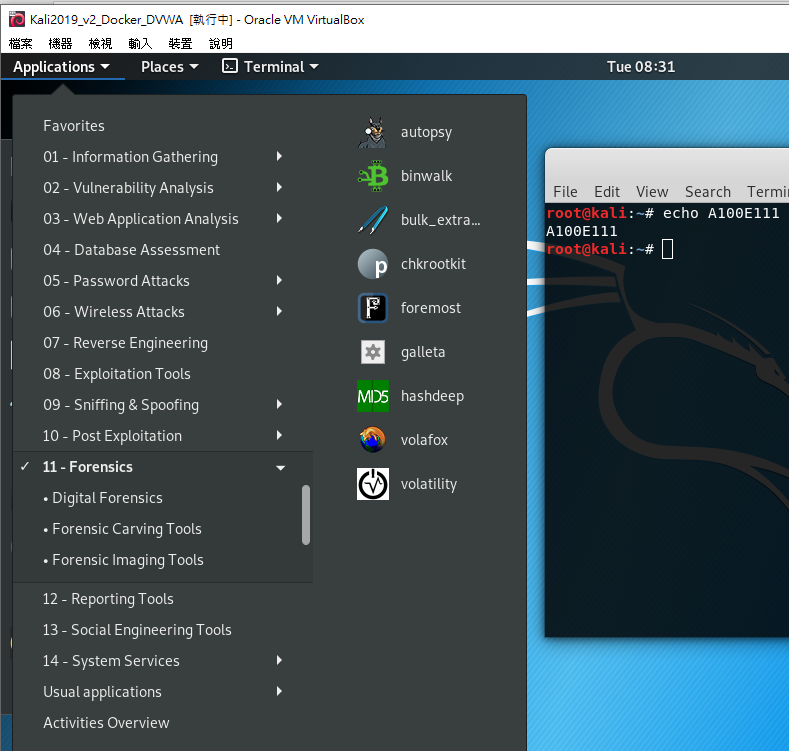 Kali2019_v2_Docker_DVWA [執行中] - Oracle VM VirtualBox
檔案 機器 檢視 輸入 裝置 說明
Applications Places Terminal Tue 08:31
Favorites
01 - Information Gathering
02 - Vulnerability Analysis
03 - Web Application Analysis
04 - Database Assessment
05 - Password Attacks
06 - Wireless Attacks
07 - Reverse Engineering
08 - Exploitation Tools
09 - Sniffing & Spoofing
10 - Post Exploitation
✓ 11 - Forensics
• Digital Forensics
• Forensic Carving Tools
• Forensic Imaging Tools
12 - Reporting Tools
13 - Social Engineering Tools
14 - System Services
Usual applications
Activities Overview
autopsy
binwalk
bulk_extra...
chkrootkit
p
foremost
F
galleta
hashdeep
MD5
volafox
volatility
File Edit View Search Termi
root@kali:~# echo A100E111
A100E111
root@kali:~#